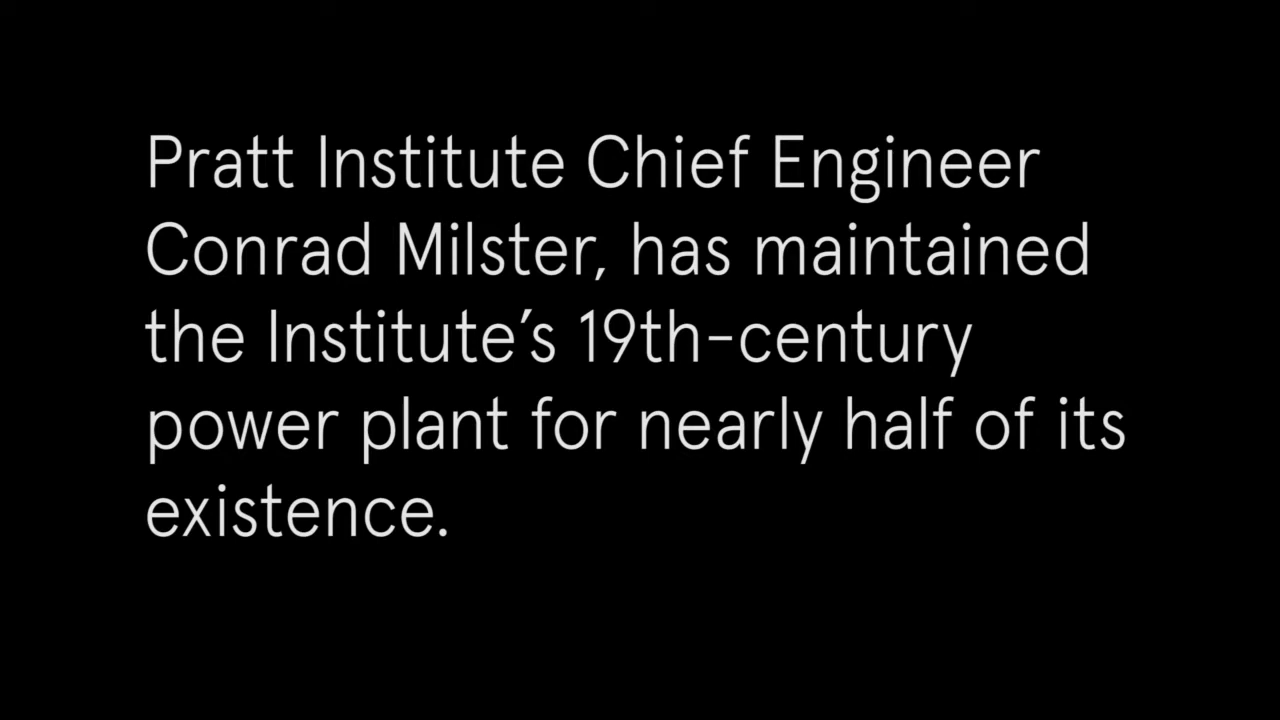 Pratt Institute Chief Engineer
Conrad Milster, has maintained
the Institute’s 19th-century
power plant for nearly half of its
existence.